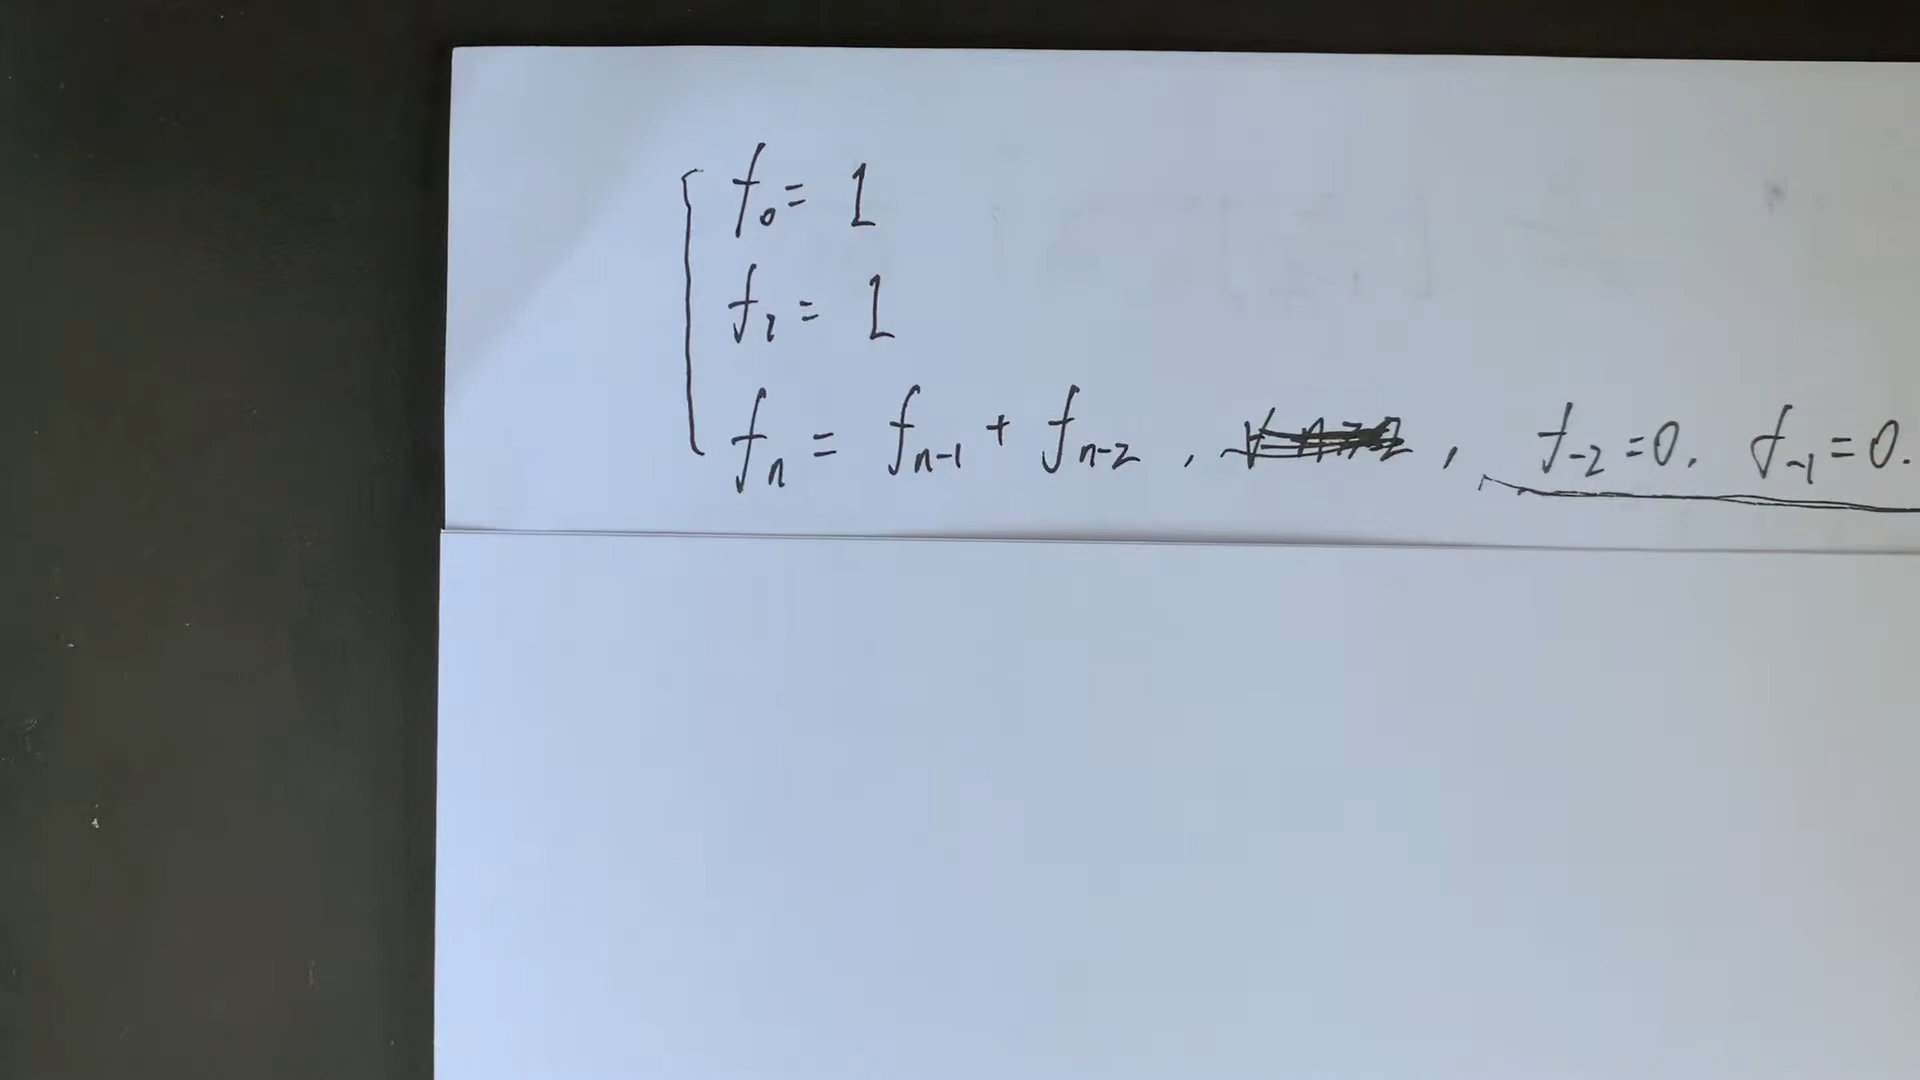 f₀ = 1
f₁ = 1
fₙ = fₙ₋₁ + fₙ₋₂ , , f₋₂ = 0. f₋₁ = 0.